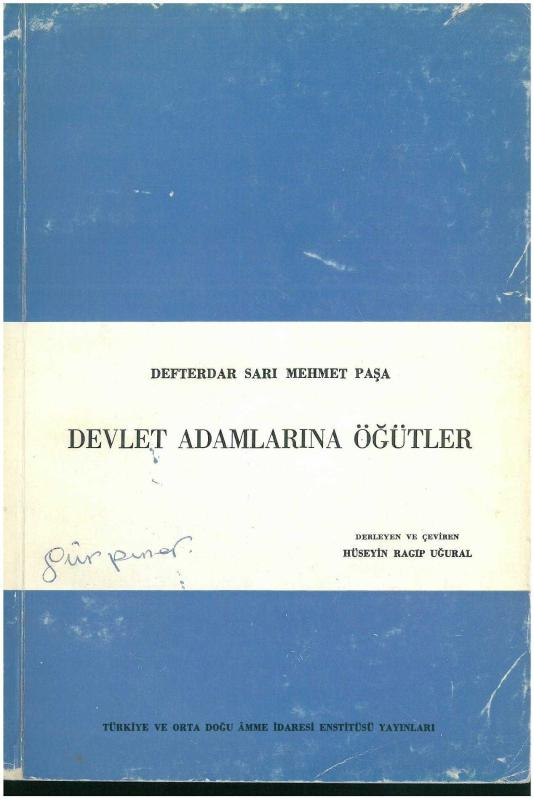 DEFTERDAR SARI MEHMET PAŞA
DEVLET ADAMLARINA ÖĞÜTLER
DERLEYEN VE ÇEVİREN
HÜSEYİN RAGIP UĞURAL
Gürpınar.
TÜRKİYE VE ORTA DOĞU ÂMME İDARESİ ENSTİTÜSÜ YAYINLARI